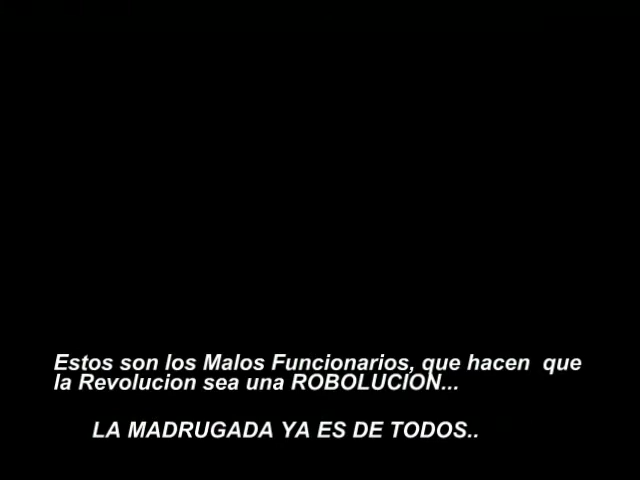 Estos son los Malos Funcionarios, que hacen  que
la Revolucion sea una ROBOLUCION...
LA MADRUGADA YA ES DE TODOS..